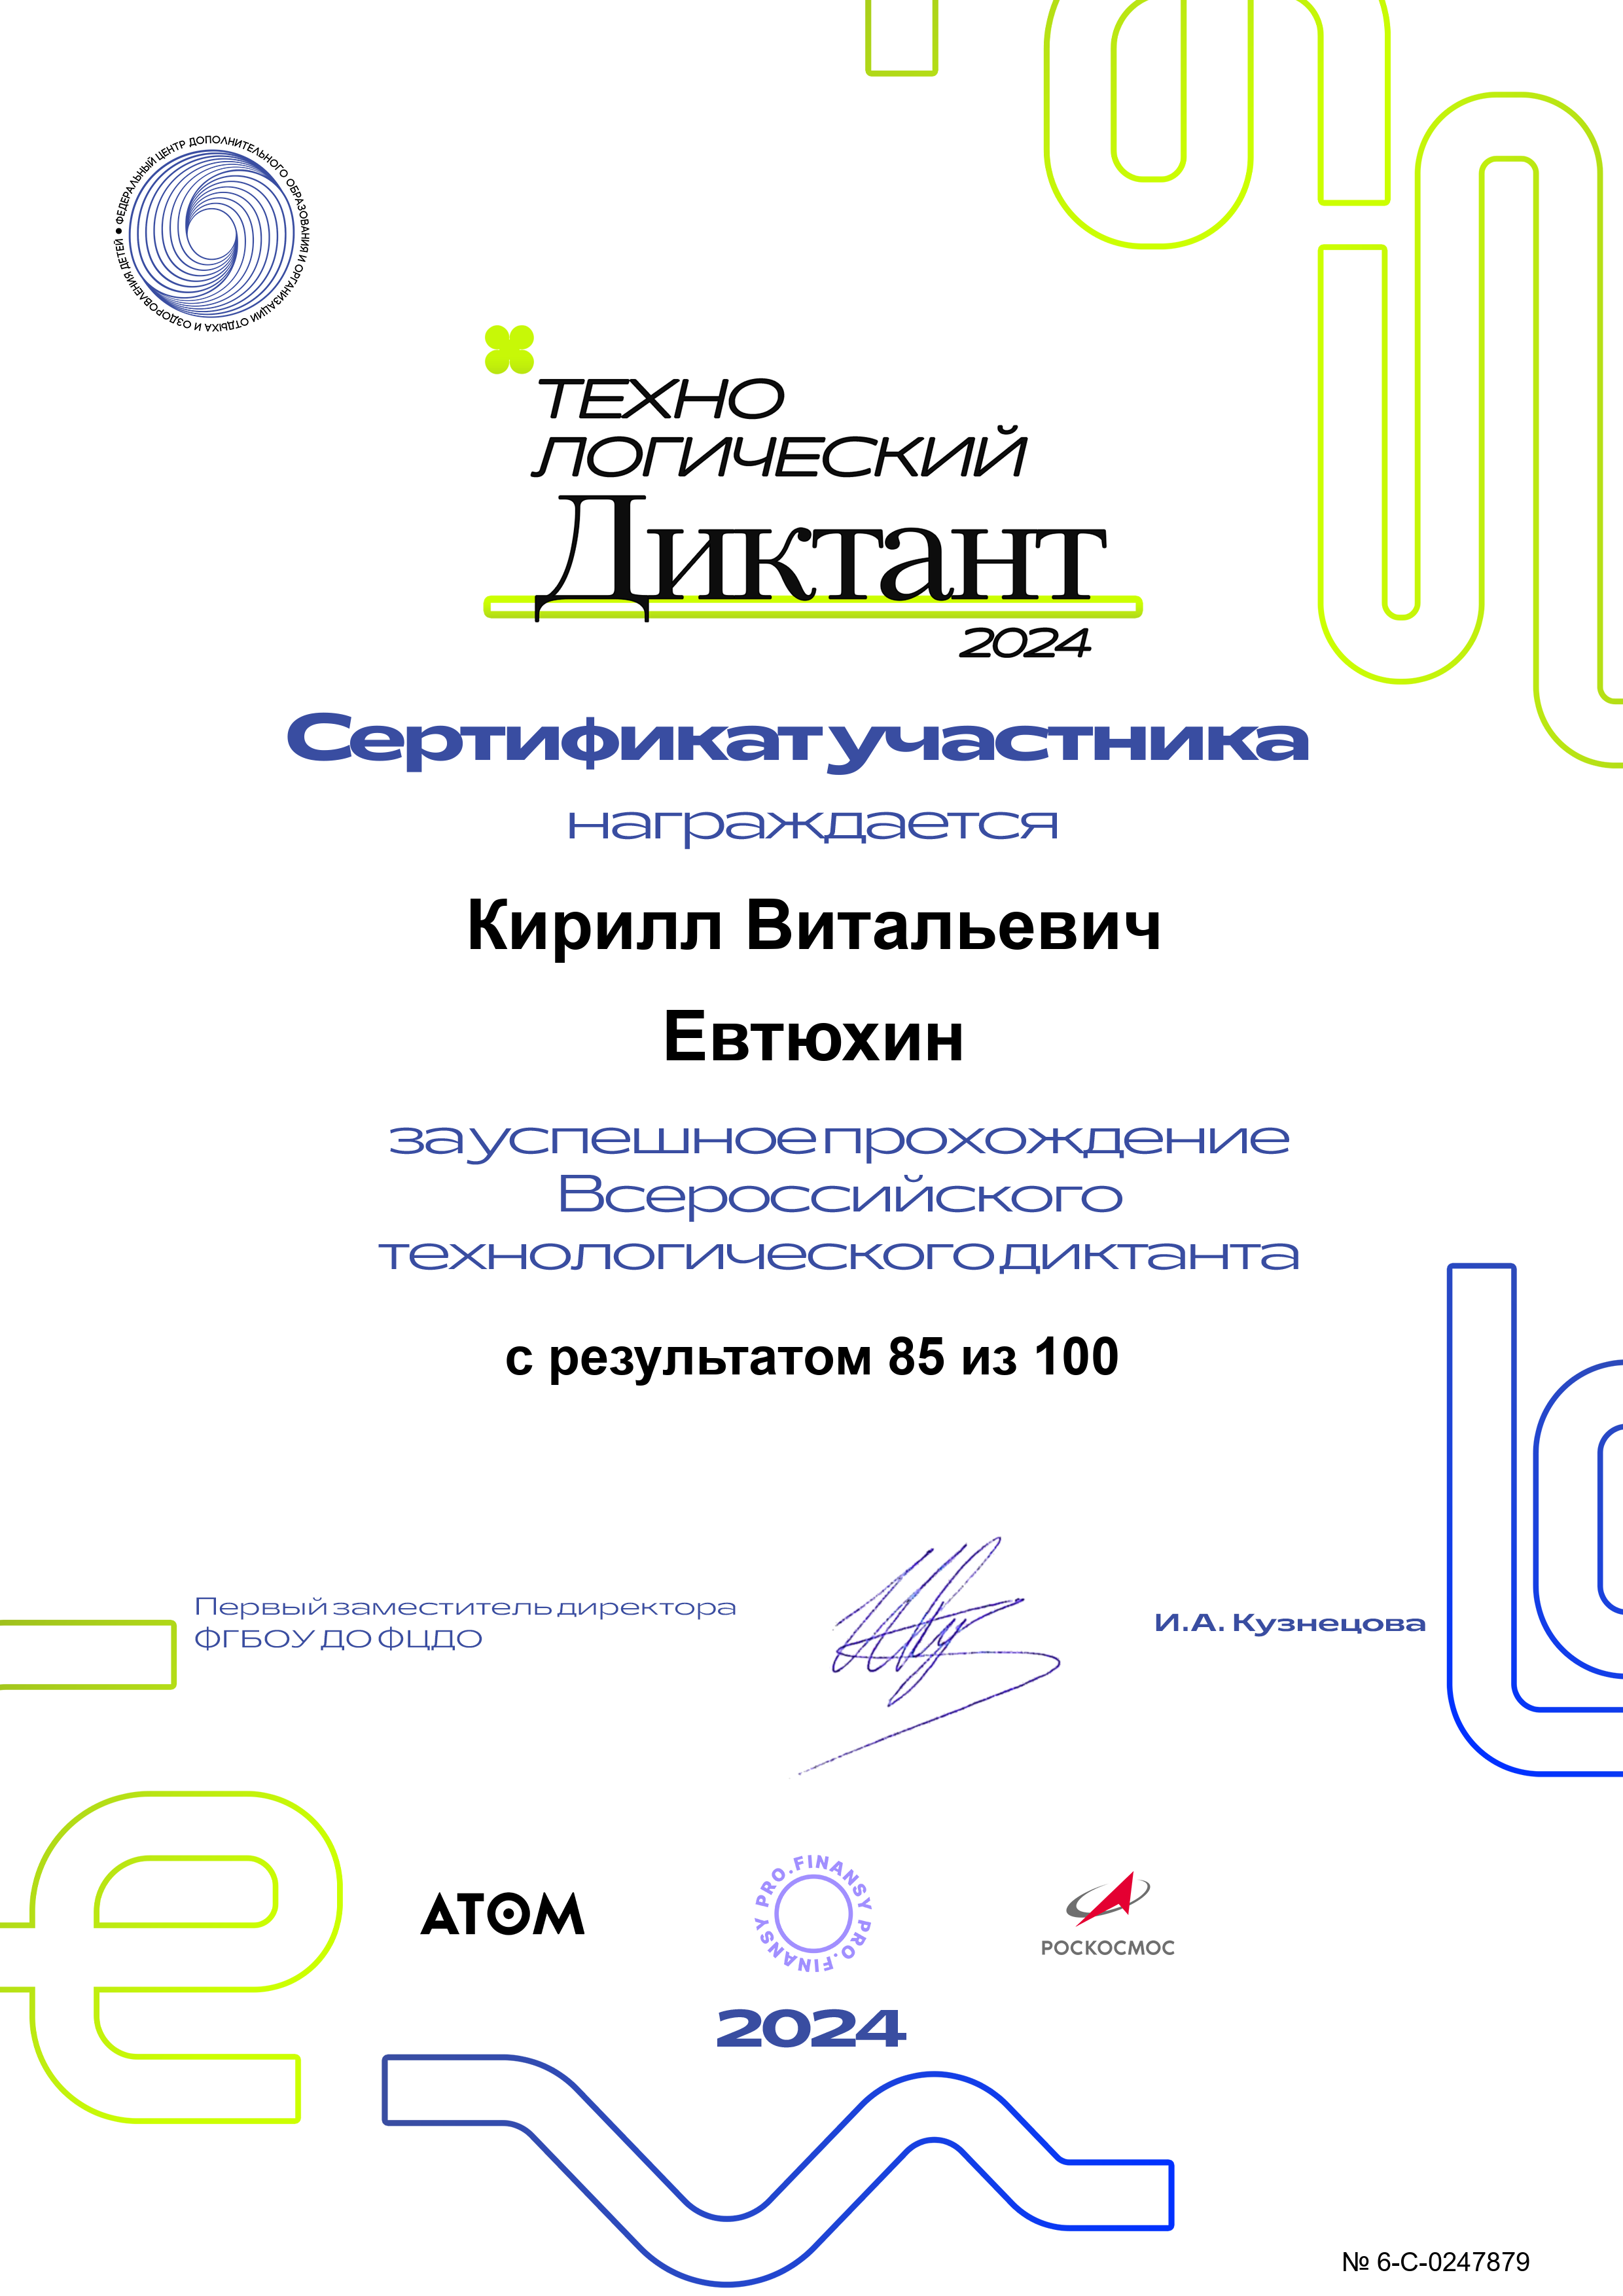 ФЕДЕРАЛЬНЫЙ ЦЕНТР ДОПОЛНИТЕЛЬНОГО ОБРАЗОВАНИЯ И ОРГАНИЗАЦИИ ОТДЫХА И ОЗДОРОВЛЕНИЯ ДЕТЕЙ •
ТЕХНО
ЛОГИЧЕСКИЙ
Диктант
2024
Сертификат участника
награждается
Кирилл Витальевич
Евтюхин
за успешное прохождение
Всероссийского
технологического диктанта
с результатом 85 из 100
Первый заместитель директора
ФГБОУ ДО ФЦДО
И.А. Кузнецова
АТОМ
PRO.FINANSY PRO.FINANSY
РОСКОСМОС
2024
№ 6-С-0247879